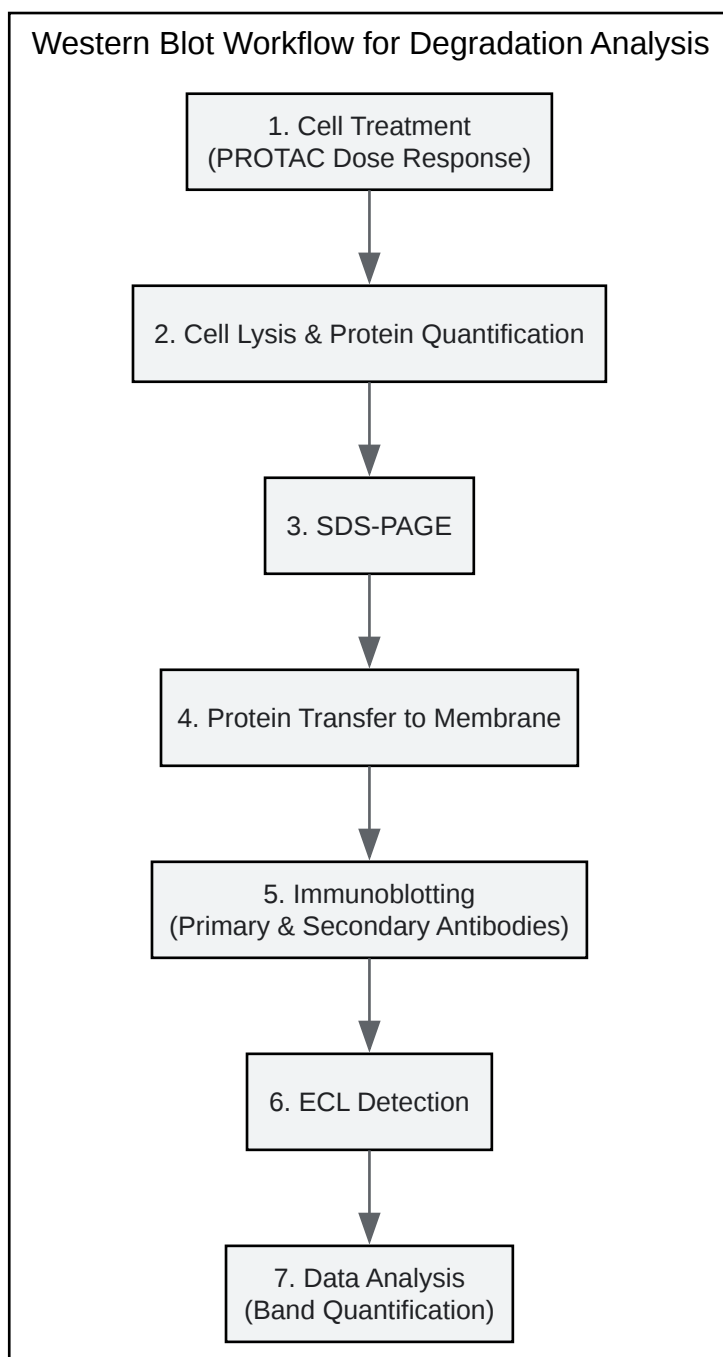 Western Blot Workflow for Degradation Analysis
1. Cell Treatment
(PROTAC Dose Response)
2. Cell Lysis & Protein Quantification
3. SDS-PAGE
4. Protein Transfer to Membrane
5. Immunoblotting
(Primary & Secondary Antibodies)
6. ECL Detection
7. Data Analysis
(Band Quantification)